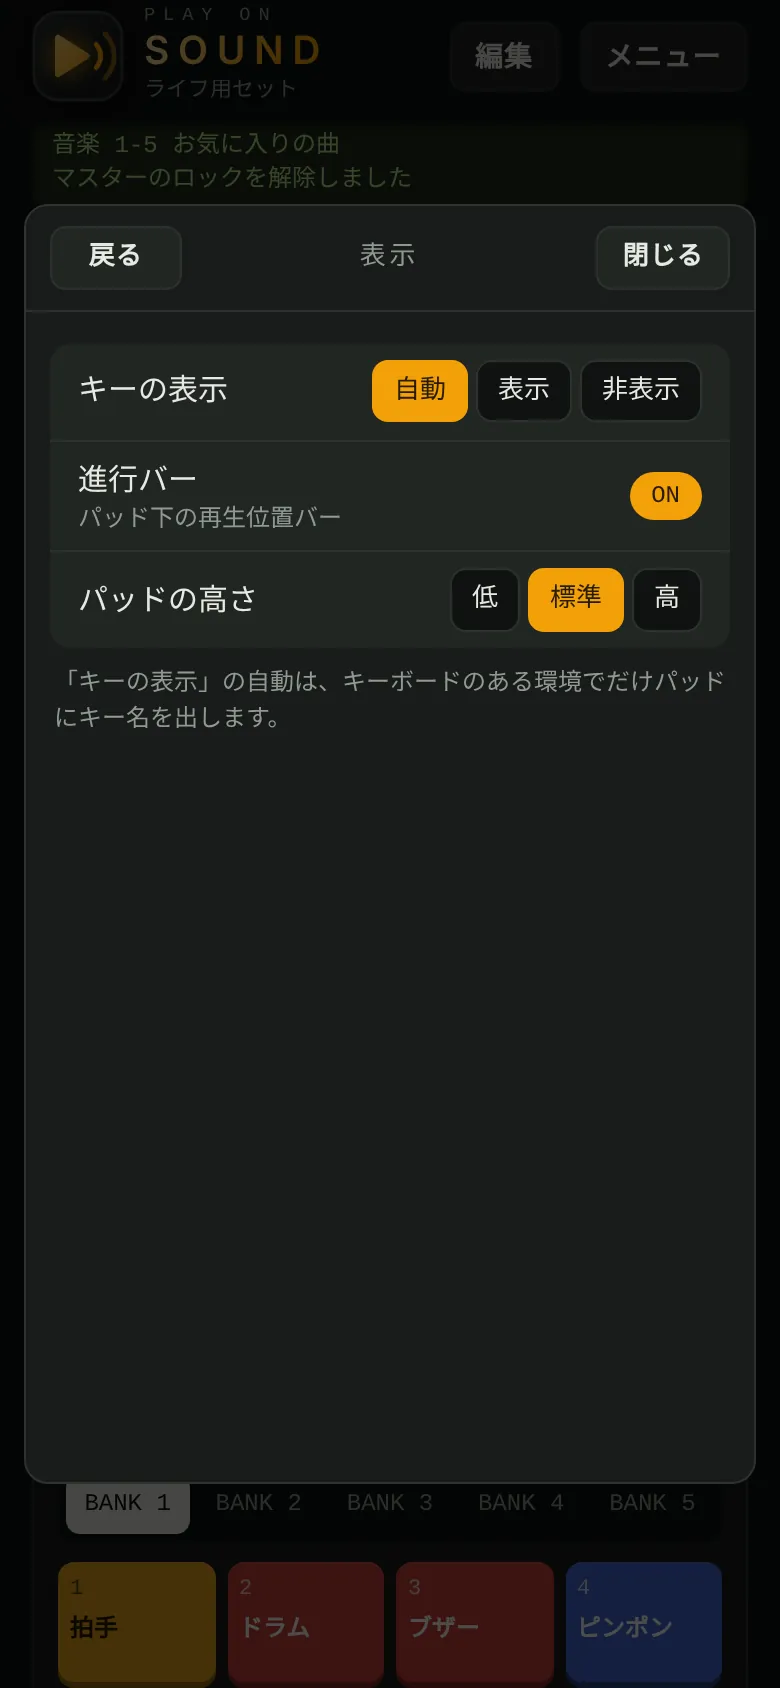 PLAY ON
SOUND
ライフ用セット
編集
メニュー
音楽 1-5 お気に入りの曲
マスターのロックを解除しました
戻る
表示
閉じる
キーの表示
自動
表示
非表示
進行バー
パッド下の再生位置バー
ON
パッドの高さ
低
標準
高
「キーの表示」の自動は、キーボードのある環境でだけパッド
にキー名を出します。
BANK 1
BANK 2
BANK 3
BANK 4
BANK 5
1
拍手
2
ドラム
3
ブザー
4
ピンポン